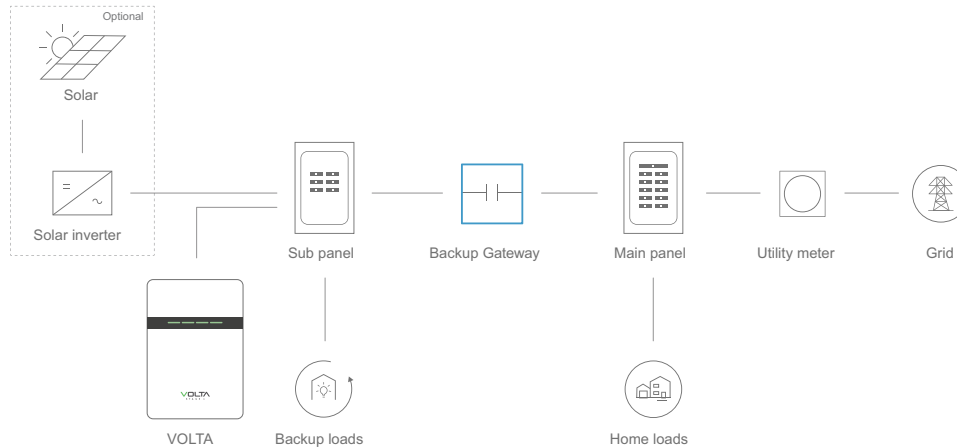 Optional
Solar
Solar inverter
Sub panel
Backup Gateway
Main panel
Utility meter
Grid
VOLTA
VOLTA
Backup loads
Home loads